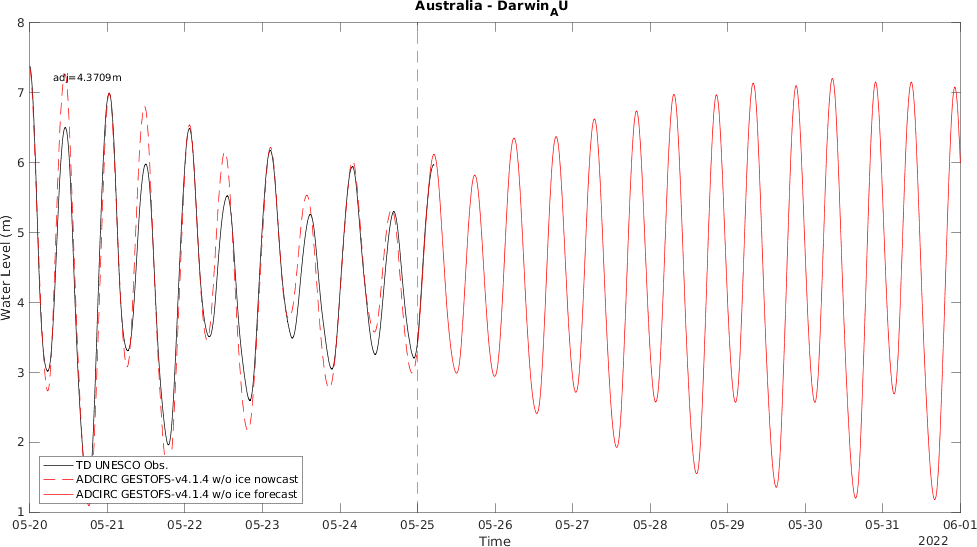 Australia - Darwin_AU
8
adj=4.3709m
7
6
5
Water Level (m)
4
3
2
TD UNESCO Obs.
ADCIRC GESTOFS-v4.1.4 w/o ice nowcast
ADCIRC GESTOFS-v4.1.4 w/o ice forecast
1
05-20 05-21 05-22 05-23 05-24 05-25 05-26 05-27 05-28 05-29 05-30 05-31 06-01
Time 2022